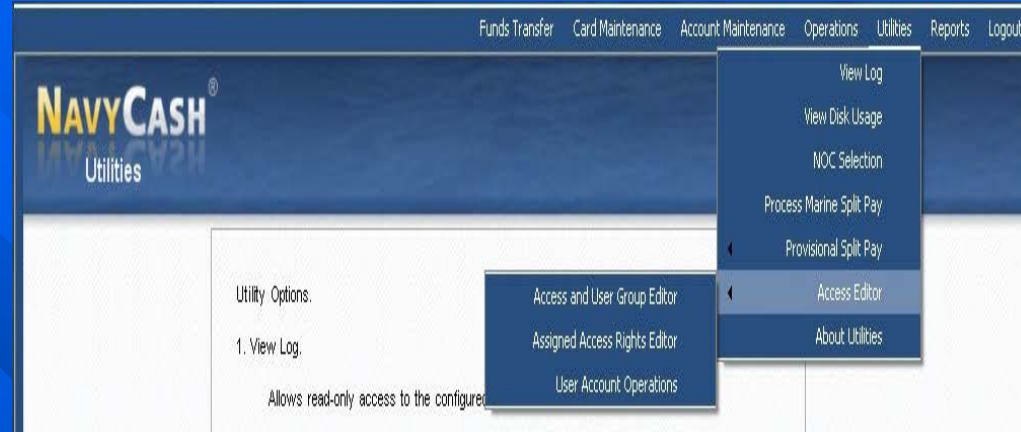 Funds Transfer Card Maintenance Account Maintenance Operations Utilities Reports Logout
NAVYCASH®
Utilities
View Log
View Disk Usage
NOC Selection
Process Marine Split Pay
Provisional Split Pay
Access Editor
About Utilities
Access and User Group Editor
Assigned Access Rights Editor
User Account Operations
Utility Options.
1. View Log.
Allows read-only access to the configured